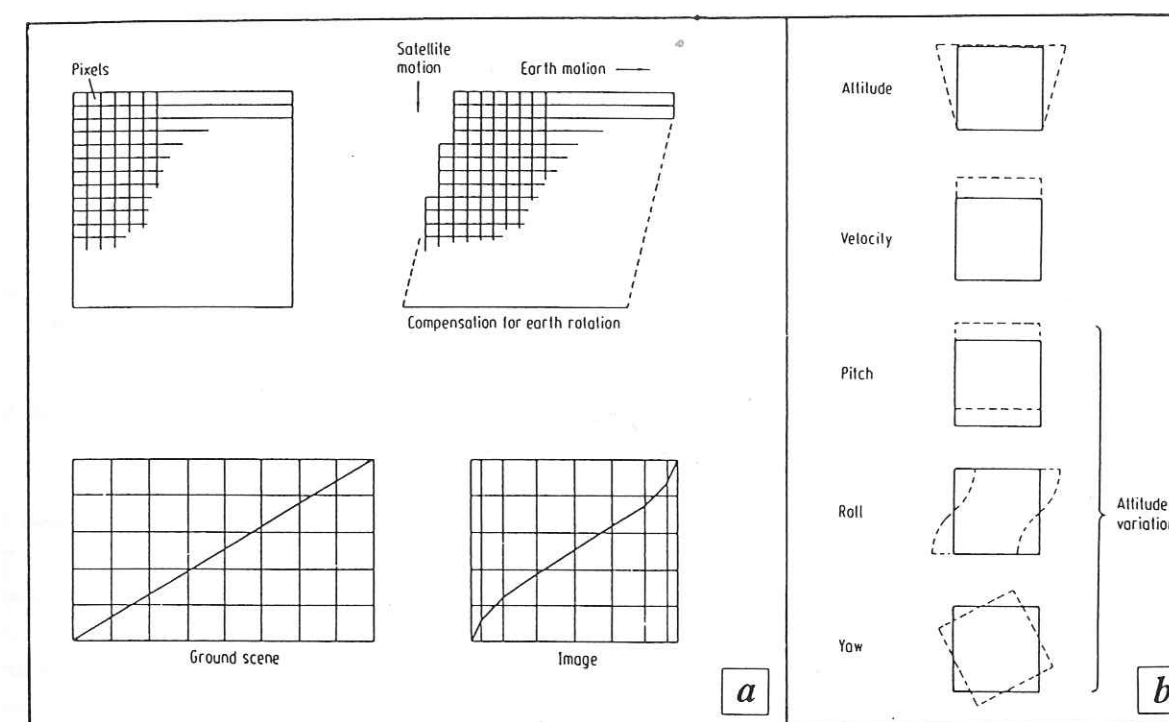 Pixels
Satellite
motion
Earth motion
Compensation for earth rotation
Ground scene
Image
a
Altitude
Velocity
Pitch
Roll
Yaw
Attitude
variation
b